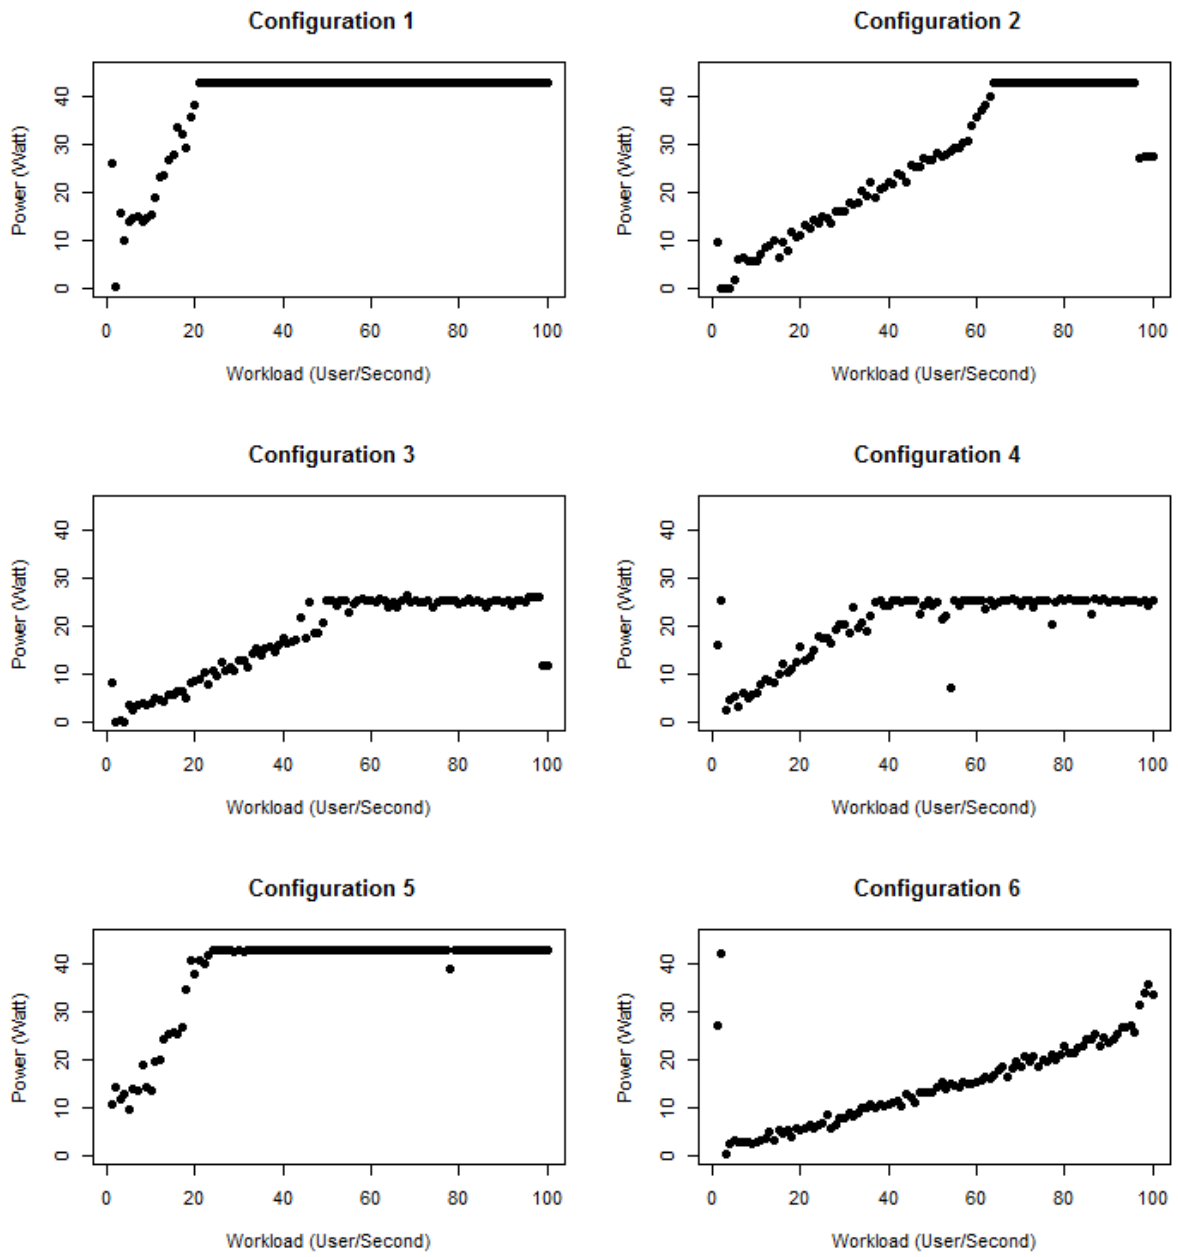 Configuration 1
Configuration 2
Power (Watt)
0 10 20 30 40
0 20 40 60 80 100
Workload (User/Second)
Power (Watt)
0 10 20 30 40
0 20 40 60 80 100
Workload (User/Second)
Configuration 3
Configuration 4
Power (Watt)
0 10 20 30 40
0 20 40 60 80 100
Workload (User/Second)
Power (Watt)
0 10 20 30 40
0 20 40 60 80 100
Workload (User/Second)
Configuration 5
Configuration 6
Power (Watt)
0 10 20 30 40
0 20 40 60 80 100
Workload (User/Second)
Power (Watt)
0 10 20 30 40
0 20 40 60 80 100
Workload (User/Second)